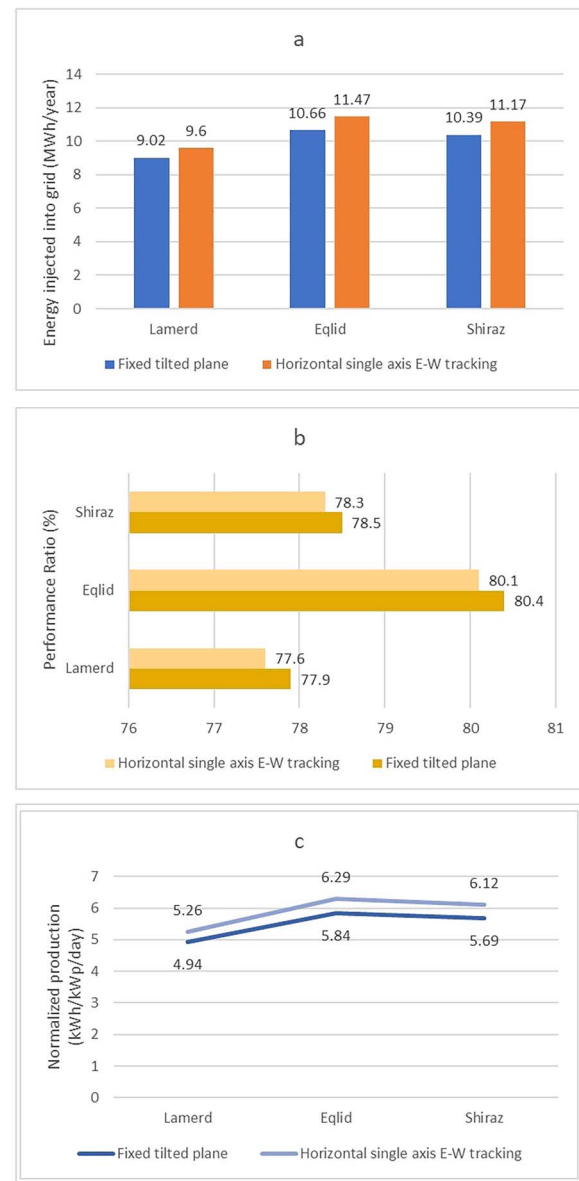 a
Energy injected into grid (MWh/year)
14
12
10
8
6
4
2
0
9.02
9.6
10.66
11.47
10.39
11.17
Lamerd
Eqlid
Shiraz
Fixed tilted plane
Horizontal single axis E-W tracking
b
Performance Ratio (%)
Shiraz
78.3
78.5
Eqlid
80.1
80.4
Lamerd
77.6
77.9
76
77
78
79
80
81
Horizontal single axis E-W tracking
Fixed tilted plane
c
Normalized production
(kWh/kWp/day)
7
6
5
4
3
2
1
0
5.26
6.29
6.12
4.94
5.84
5.69
Lamerd
Eqlid
Shiraz
Fixed tilted plane
Horizontal single axis E-W tracking